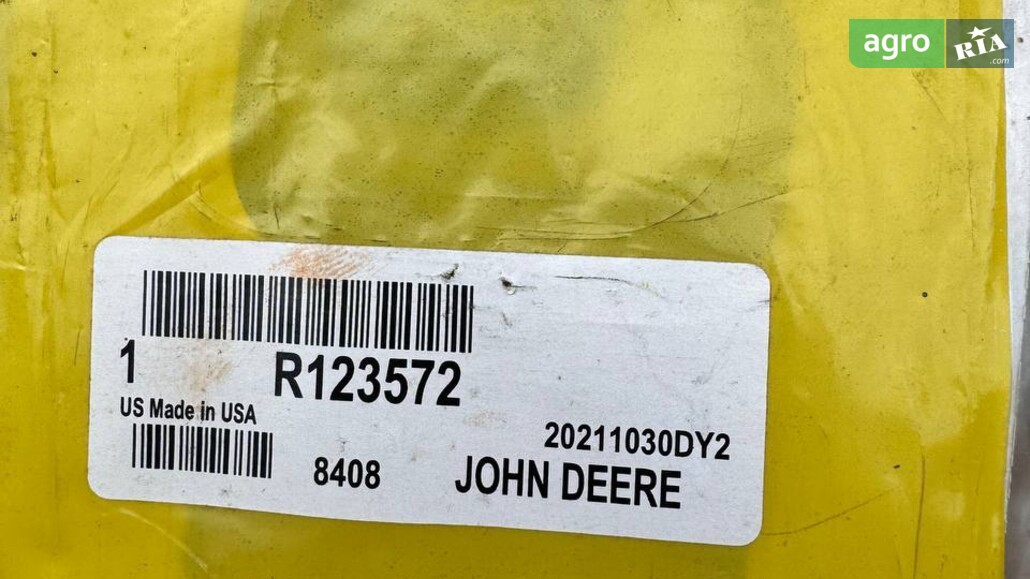 agro RIA .com
1 R123572
US Made in USA
20211030DY2
8408 JOHN DEERE